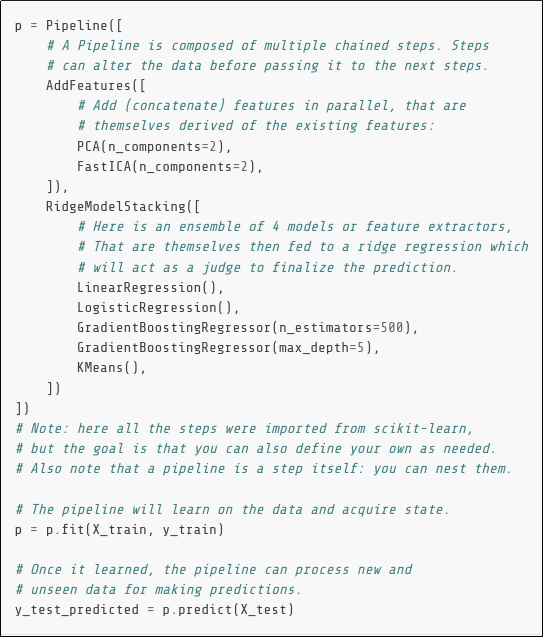 p = Pipeline([
    # A Pipeline is composed of multiple chained steps. Steps
    # can alter the data before passing it to the next steps.
    AddFeatures([
        # Add (concatenate) features in parallel, that are
        # themselves derived of the existing features:
        PCA(n_components=2),
        FastICA(n_components=2),
    ]),
    RidgeModelStacking([
        # Here is an ensemble of 4 models or feature extractors,
        # That are themselves then fed to a ridge regression which
        # will act as a judge to finalize the prediction.
        LinearRegression(),
        LogisticRegression(),
        GradientBoostingRegressor(n_estimators=500),
        GradientBoostingRegressor(max_depth=5),
        KMeans(),
    ])
])
# Note: here all the steps were imported from scikit-learn,
# but the goal is that you can also define your own as needed.
# Also note that a pipeline is a step itself: you can nest them.

# The pipeline will learn on the data and acquire state.
p = p.fit(X_train, y_train)

# Once it learned, the pipeline can process new and
# unseen data for making predictions.
y_test_predicted = p.predict(X_test)